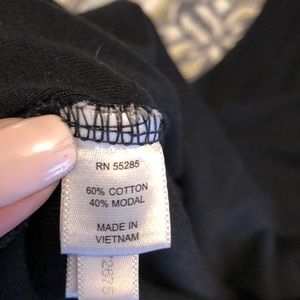 RN 55285
60% COTTON
40% MODAL
MADE IN
VIETNAM